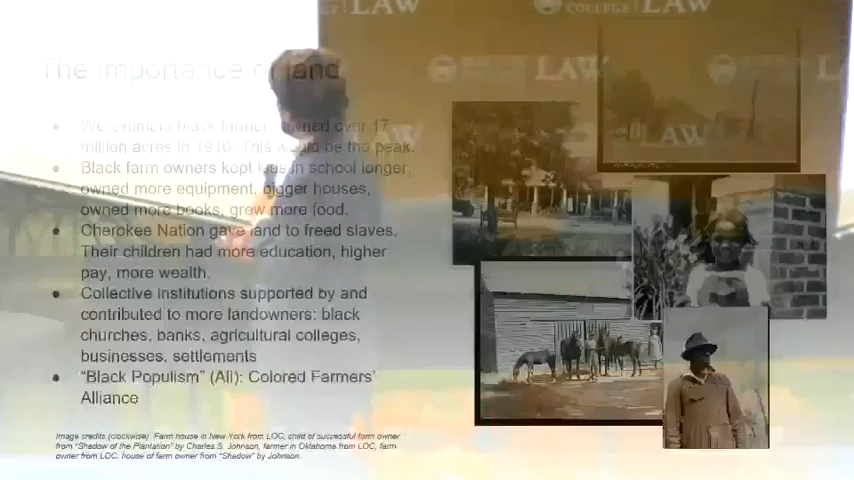 COLLEGE LAW
LAW
LAW
LAW
The importance of land
We estimate black farmers owned over 17
million acres in 1910. This would be the peak.
Black farm owners kept kids in school longer,
owned more equipment, bigger houses,
owned more books, grew more food.
Cherokee Nation gave land to freed slaves.
Their children had more education, higher
pay, more wealth.
Collective institutions supported by and
contributed to more landowners: black
churches, banks, agricultural colleges,
businesses, settlements
“Black Populism” (Ali): Colored Farmers’
Alliance
Image credits (clockwise): Farm house in New York from LOC, child of successful farm owner
from “Shadow of the Plantation” by Charles S. Johnson, farmer in Oklahoma from LOC, farm
owner from LOC, house of farm owner from “Shadow” by Johnson.